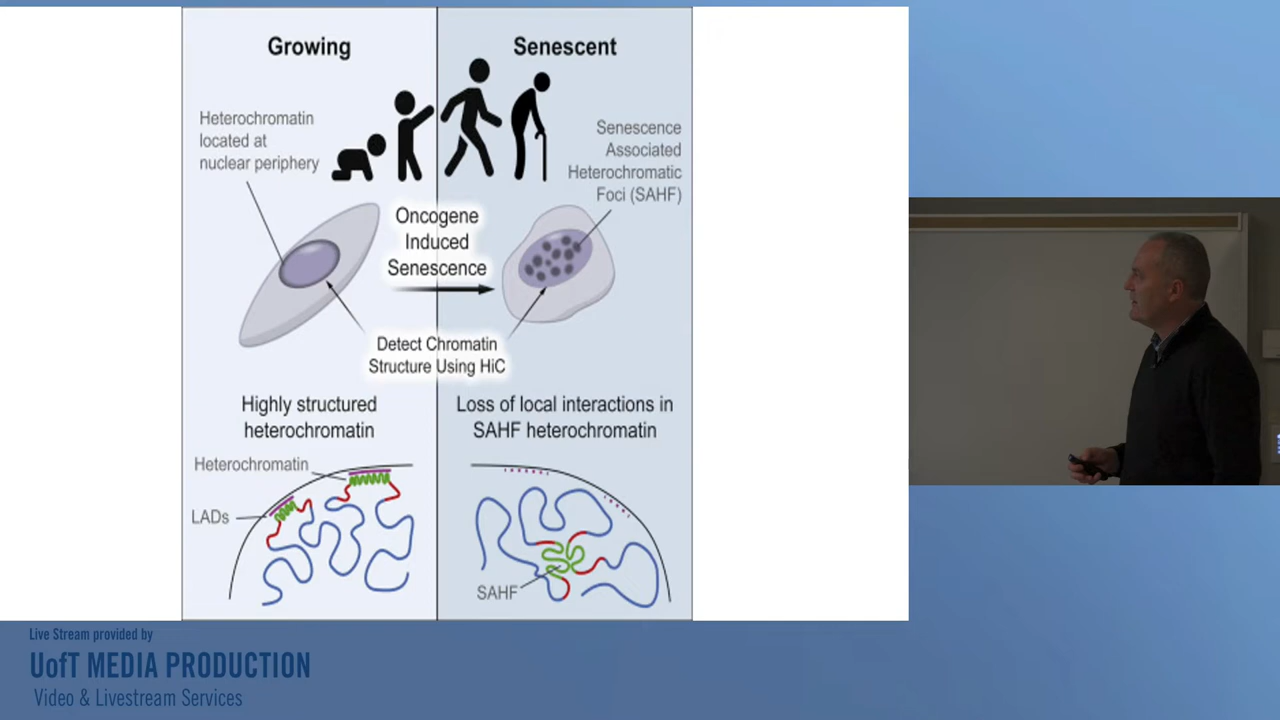 Growing
Senescent
Heterochromatin
located at
nuclear periphery
Senescence
Associated
Heterochromatic
Foci (SAHF)
Oncogene
Induced
Senescence
Detect Chromatin
Structure Using HiC
Highly structured
heterochromatin
Loss of local interactions in
SAHF heterochromatin
Heterochromatin
LADs
SAHF
Live Stream provided by
UofT MEDIA PRODUCTION
Video & Livestream Services